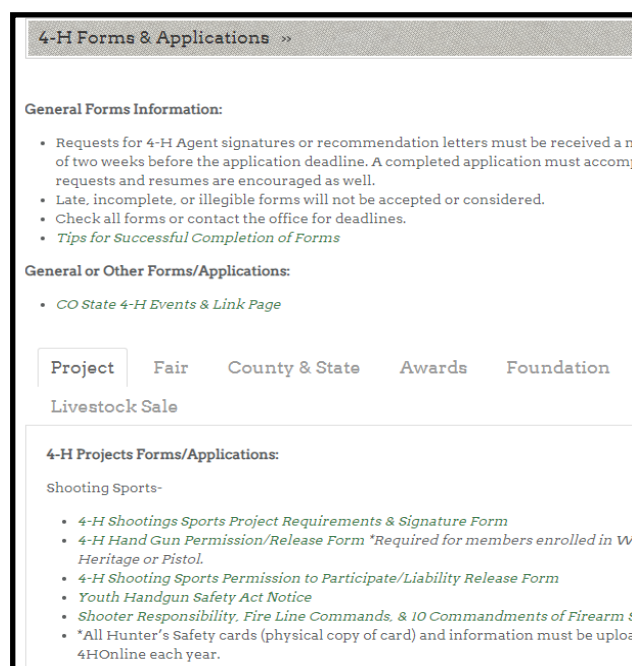 4-H Forms & Applications »
General Forms Information:
• Requests for 4-H Agent signatures or recommendation letters must be received a
of two weeks before the application deadline. A completed application must
requests and resumes are encouraged as well.
• Late, incomplete, or illegible forms will not be accepted or considered.
• Check all forms or contact the office for deadlines.
• Tips for Successful Completion of Forms
General or Other Forms/Applications:
• CO State 4-H Events & Link Page
Project Fair County & State Awards Foundation
Livestock Sale
4-H Projects Forms/Applications:
Shooting Sports-
• 4-H Shootings Sports Project Requirements & Signature Form
• 4-H Hand Gun Permission/Release Form *Required for members enrolled in
Heritage or Pistol.
• 4-H Shooting Sports Permission to Participate/Liability Release Form
• Youth Handgun Safety Act Notice
• Shooter Responsibility, Fire Line Commands, & 10 Commandments of Firearm
• *All Hunter's Safety cards (physical copy of card) and information must be
4HOnline each year.